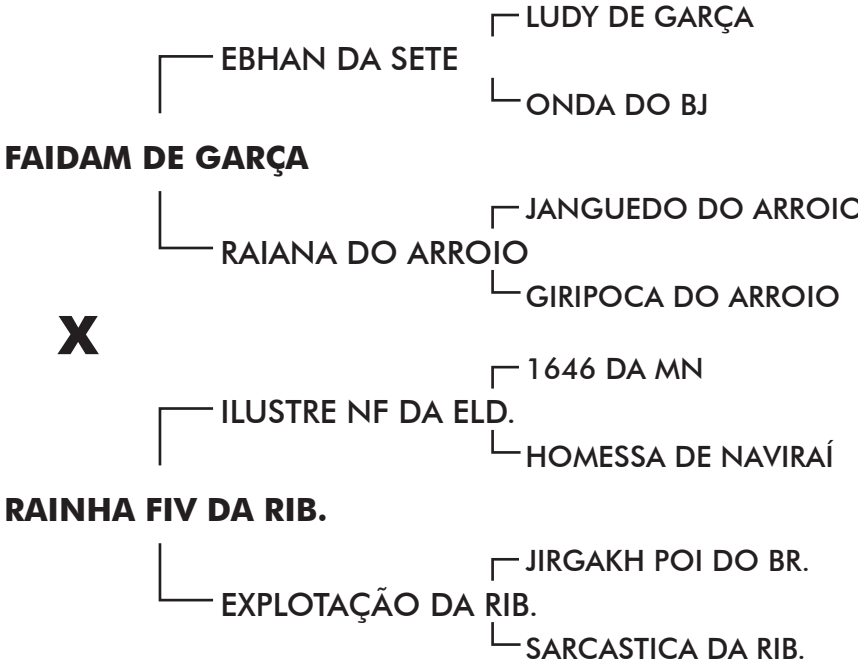 LUDY DE GARÇA
EBHAN DA SETE
ONDA DO BJ
FAIDAM DE GARÇA
JANGUEDO DO ARROIO
RAIANA DO ARROIO
GIRIPOCA DO ARROIO
X
1646 DA MN
ILUSTRE NF DA ELD.
HOMESSA DE NAVIRAÍ
RAINHA FIV DA RIB.
JIRGAKH POI DO BR.
EXPLOTAÇÃO DA RIB.
SARCASTICA DA RIB.